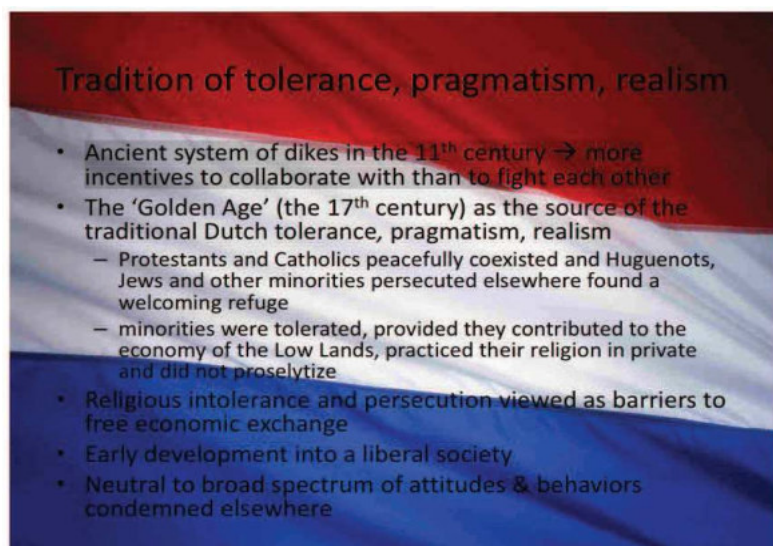 Tradition of tolerance, pragmatism, realism
• Ancient system of dikes in the 11th century → more
incentives to collaborate with than to fight each other
• The ‘Golden Age’ (the 17th century) as the source of the
traditional Dutch tolerance, pragmatism, realism
– Protestants and Catholics peacefully coexisted and Huguenots,
Jews and other minorities persecuted elsewhere found a
welcoming refuge
– minorities were tolerated, provided they contributed to the
economy of the Low Lands, practiced their religion in private
and did not proselytize
• Religious intolerance and persecution viewed as barriers to
free economic exchange
• Early development into a liberal society
• Neutral to broad spectrum of attitudes & behaviors
condemned elsewhere